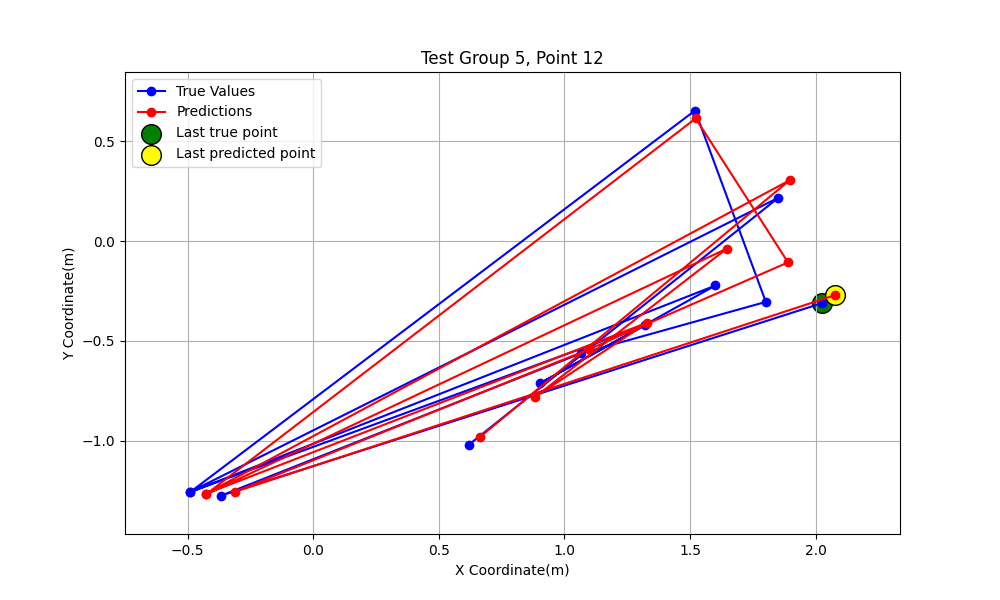 Test Group 5, Point 12
True Values
Predictions
Last true point
Last predicted point
0.5
0.0
−0.5
−1.0
Y Coordinate(m)
−0.5 0.0 0.5 1.0 1.5 2.0
X Coordinate(m)